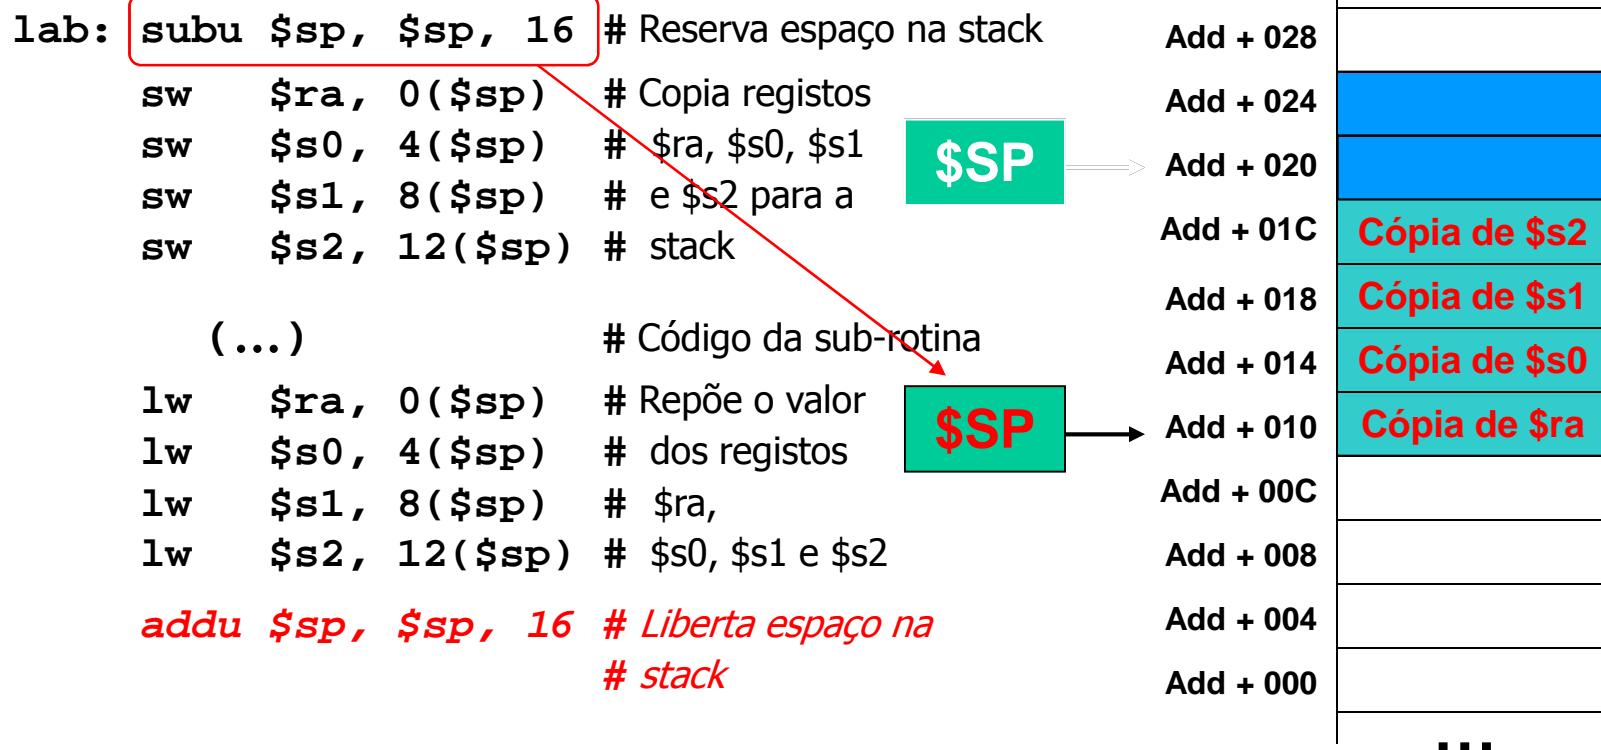 lab: subu $sp, $sp, 16 # Reserva espaço na stack
sw $ra, 0($sp) # Copia registos
sw $s0, 4($sp) # $ra, $s0, $s1
sw $s1, 8($sp) # e $s2 para a
sw $s2, 12($sp) # stack
(…) # Código da sub-rotina
lw $ra, 0($sp) # Repõe o valor
lw $s0, 4($sp) # dos registos
lw $s1, 8($sp) # $ra,
lw $s2, 12($sp) # $s0, $s1 e $s2
addu $sp, $sp, 16 # Liberta espaço na
# stack
$SP
$SP
Add + 028
Add + 024
Add + 020
Add + 01C Cópia de $s2
Add + 018 Cópia de $s1
Add + 014 Cópia de $s0
Add + 010 Cópia de $ra
Add + 00C
Add + 008
Add + 004
Add + 000
...